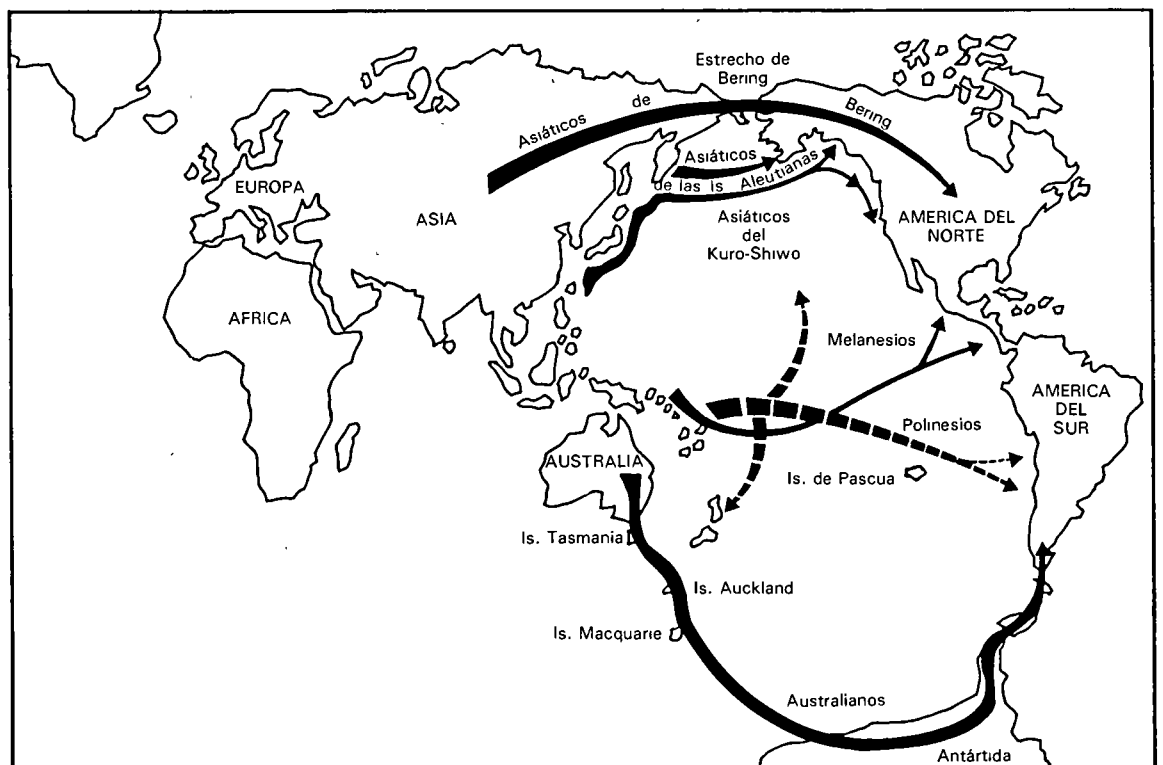 Estrecho de
Bering
Asiáticos de Bering
Asiáticos
de las Is Aleutianas
EUROPA
ASIA
Asiáticos
del
Kuro-Shiwo
AMERICA DEL
NORTE
AFRICA
Melanesios
AMERICA
DEL
SUR
Polinesios
AUSTRALIA
Is. de Pascua
Is. Tasmania
Is. Auckland
Is. Macquarie
Australianos
Antártida